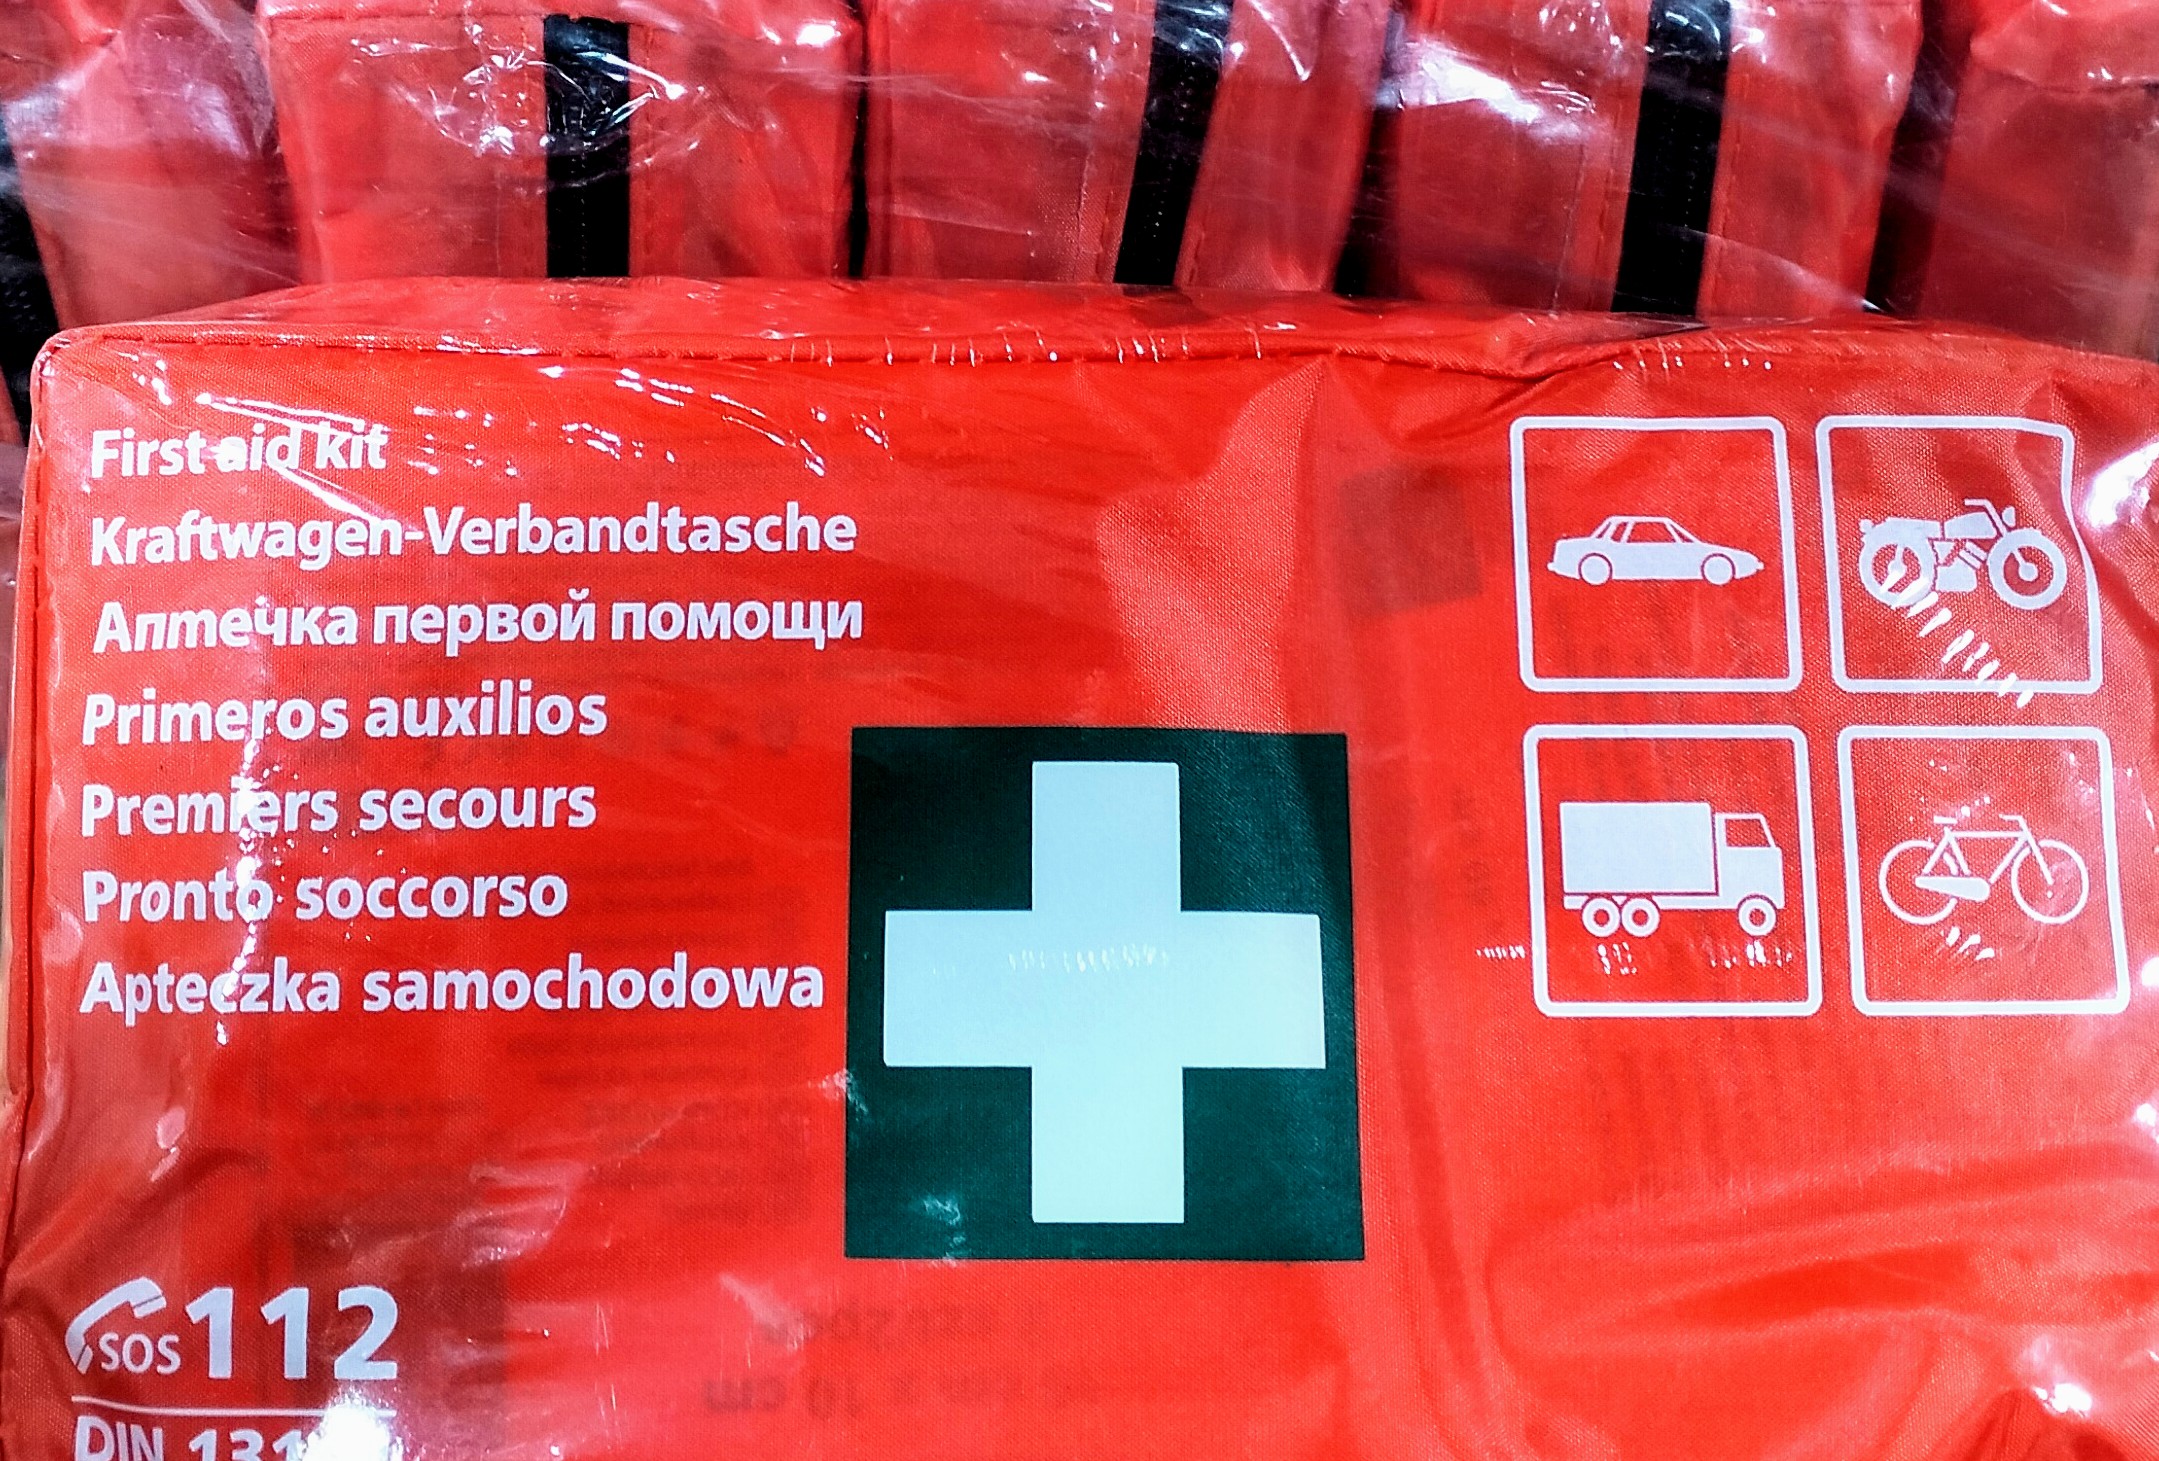 First aid kit
Kraftwagen-Verbandtasche
Аптечка первой помощи
Primeros auxilios
Premiers secours
Pronto soccorso
Apteczka samochodowa
SOS 112
DIN